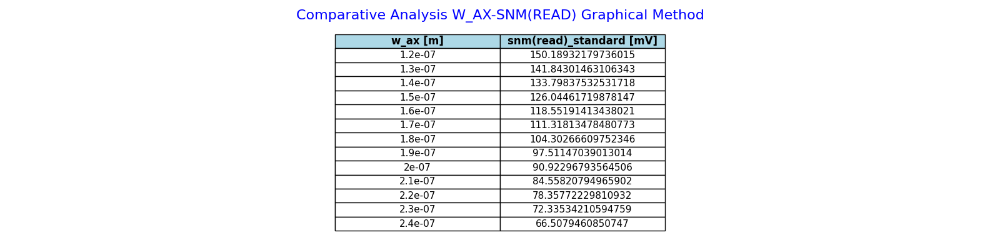 Comparative Analysis W_AX-SNM(READ) Graphical Method
w_ax [m] snm(read)_standard [mV]
1.2e-07 150.18932179736015
1.3e-07 141.84301463106343
1.4e-07 133.79837532531718
1.5e-07 126.04461719878147
1.6e-07 118.55191413438021
1.7e-07 111.31813478480773
1.8e-07 104.30266609752346
1.9e-07 97.51147039013014
2e-07 90.92296793564506
2.1e-07 84.55820794965902
2.2e-07 78.35772229810932
2.3e-07 72.33534210594759
2.4e-07 66.5079460850747